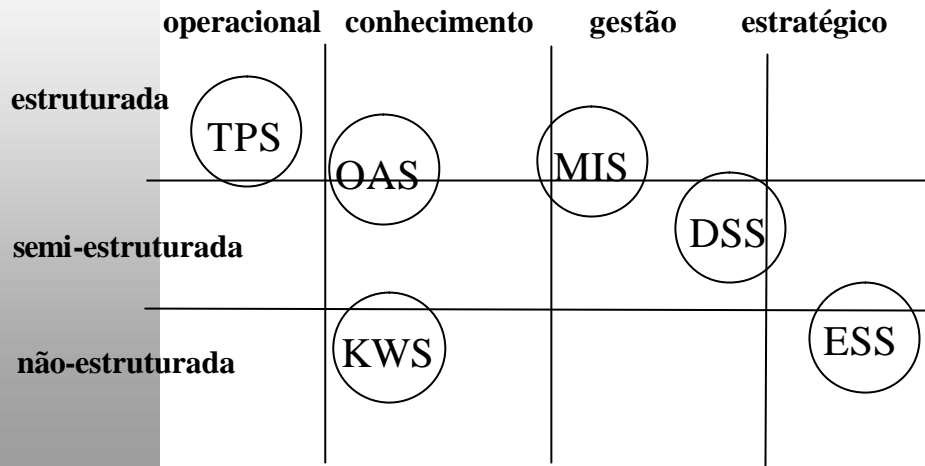 operacional conhecimento gestão estratégico
estruturada
TPS
OAS
MIS
semi-estruturada
DSS
não-estruturada
KWS
ESS